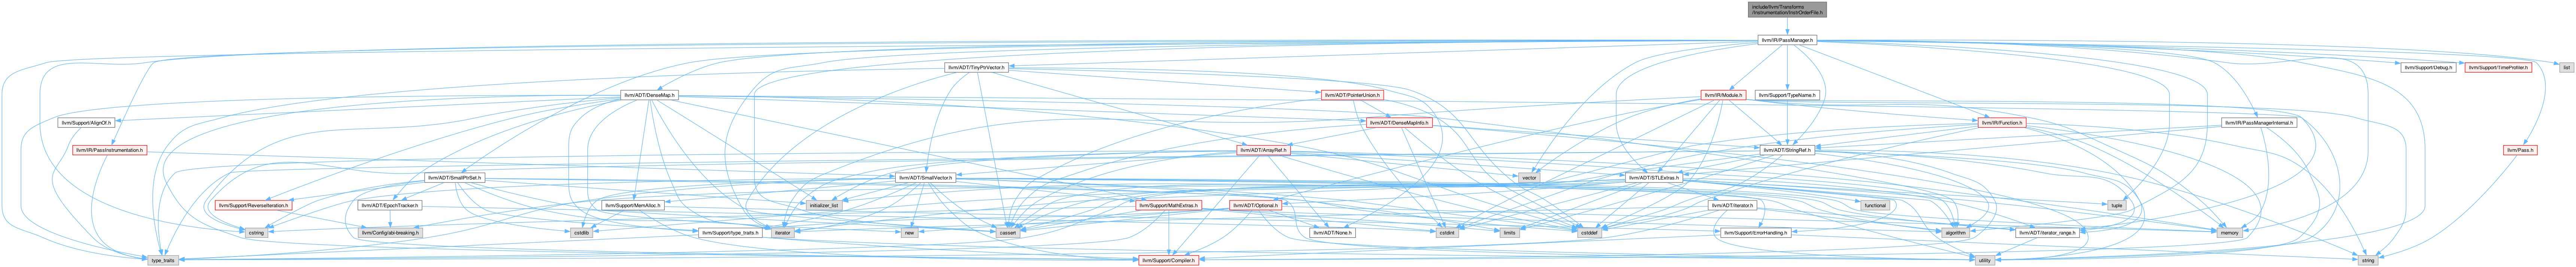 include/llvm/Transforms
/Instrumentation/InstrOrderFile.h
llvm/IR/PassManager.h
llvm/ADT/TinyPtrVector.h
llvm/Support/Debug.h
llvm/Support/TimeProfiler.h
list
llvm/ADT/DenseMap.h
llvm/ADT/PointerUnion.h
llvm/IR/Module.h
llvm/Support/TypeName.h
llvm/Support/AlignOf.h
llvm/ADT/DenseMapInfo.h
llvm/IR/Function.h
llvm/IR/PassManagerInternal.h
llvm/IR/PassInstrumentation.h
llvm/ADT/ArrayRef.h
llvm/ADT/StringRef.h
llvm/Pass.h
llvm/ADT/SmallPtrSet.h
llvm/ADT/SmallVector.h
vector
llvm/ADT/STLExtras.h
llvm/Support/ReverseIteration.h
llvm/ADT/EpochTracker.h
llvm/Support/MemAlloc.h
initializer_list
llvm/Support/MathExtras.h
llvm/ADT/Optional.h
llvm/ADT/iterator.h
functional
tuple
cstring
llvm/Config/abi-breaking.h
cstdlib
llvm/Support/type_traits.h
iterator
new
cassert
llvm/ADT/None.h
cstdint
limits
cstddef
llvm/Support/ErrorHandling.h
algorithm
llvm/ADT/iterator_range.h
memory
type_traits
llvm/Support/Compiler.h
utility
string